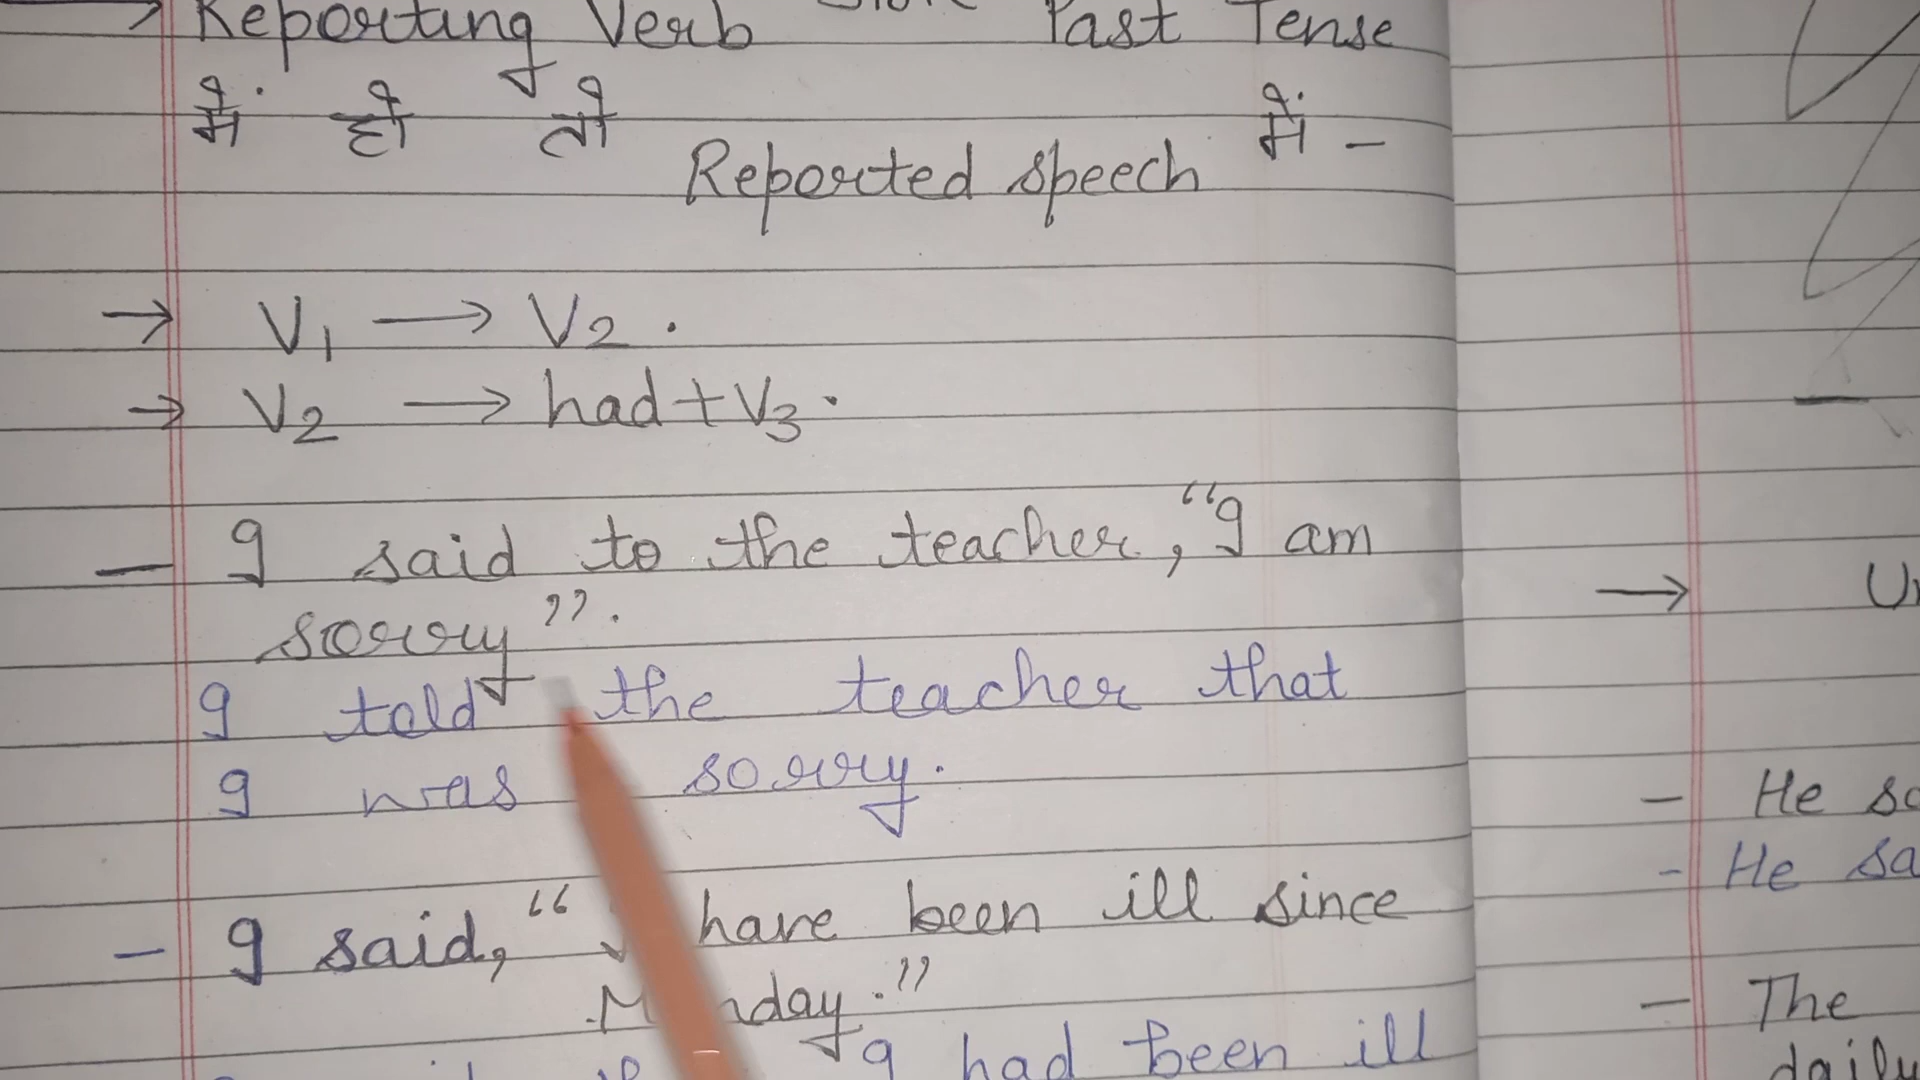 → Reporting Verb Past Tense
में हो तो Reported speech में -
→ V1 → V2.
→ V2 → had + V3.
- I said to the teacher, "I am
sorry".
I told the teacher that
I was sorry.
- I said, " have been ill since
Monday."
I had been ill
→
- He
- He
- The
daily